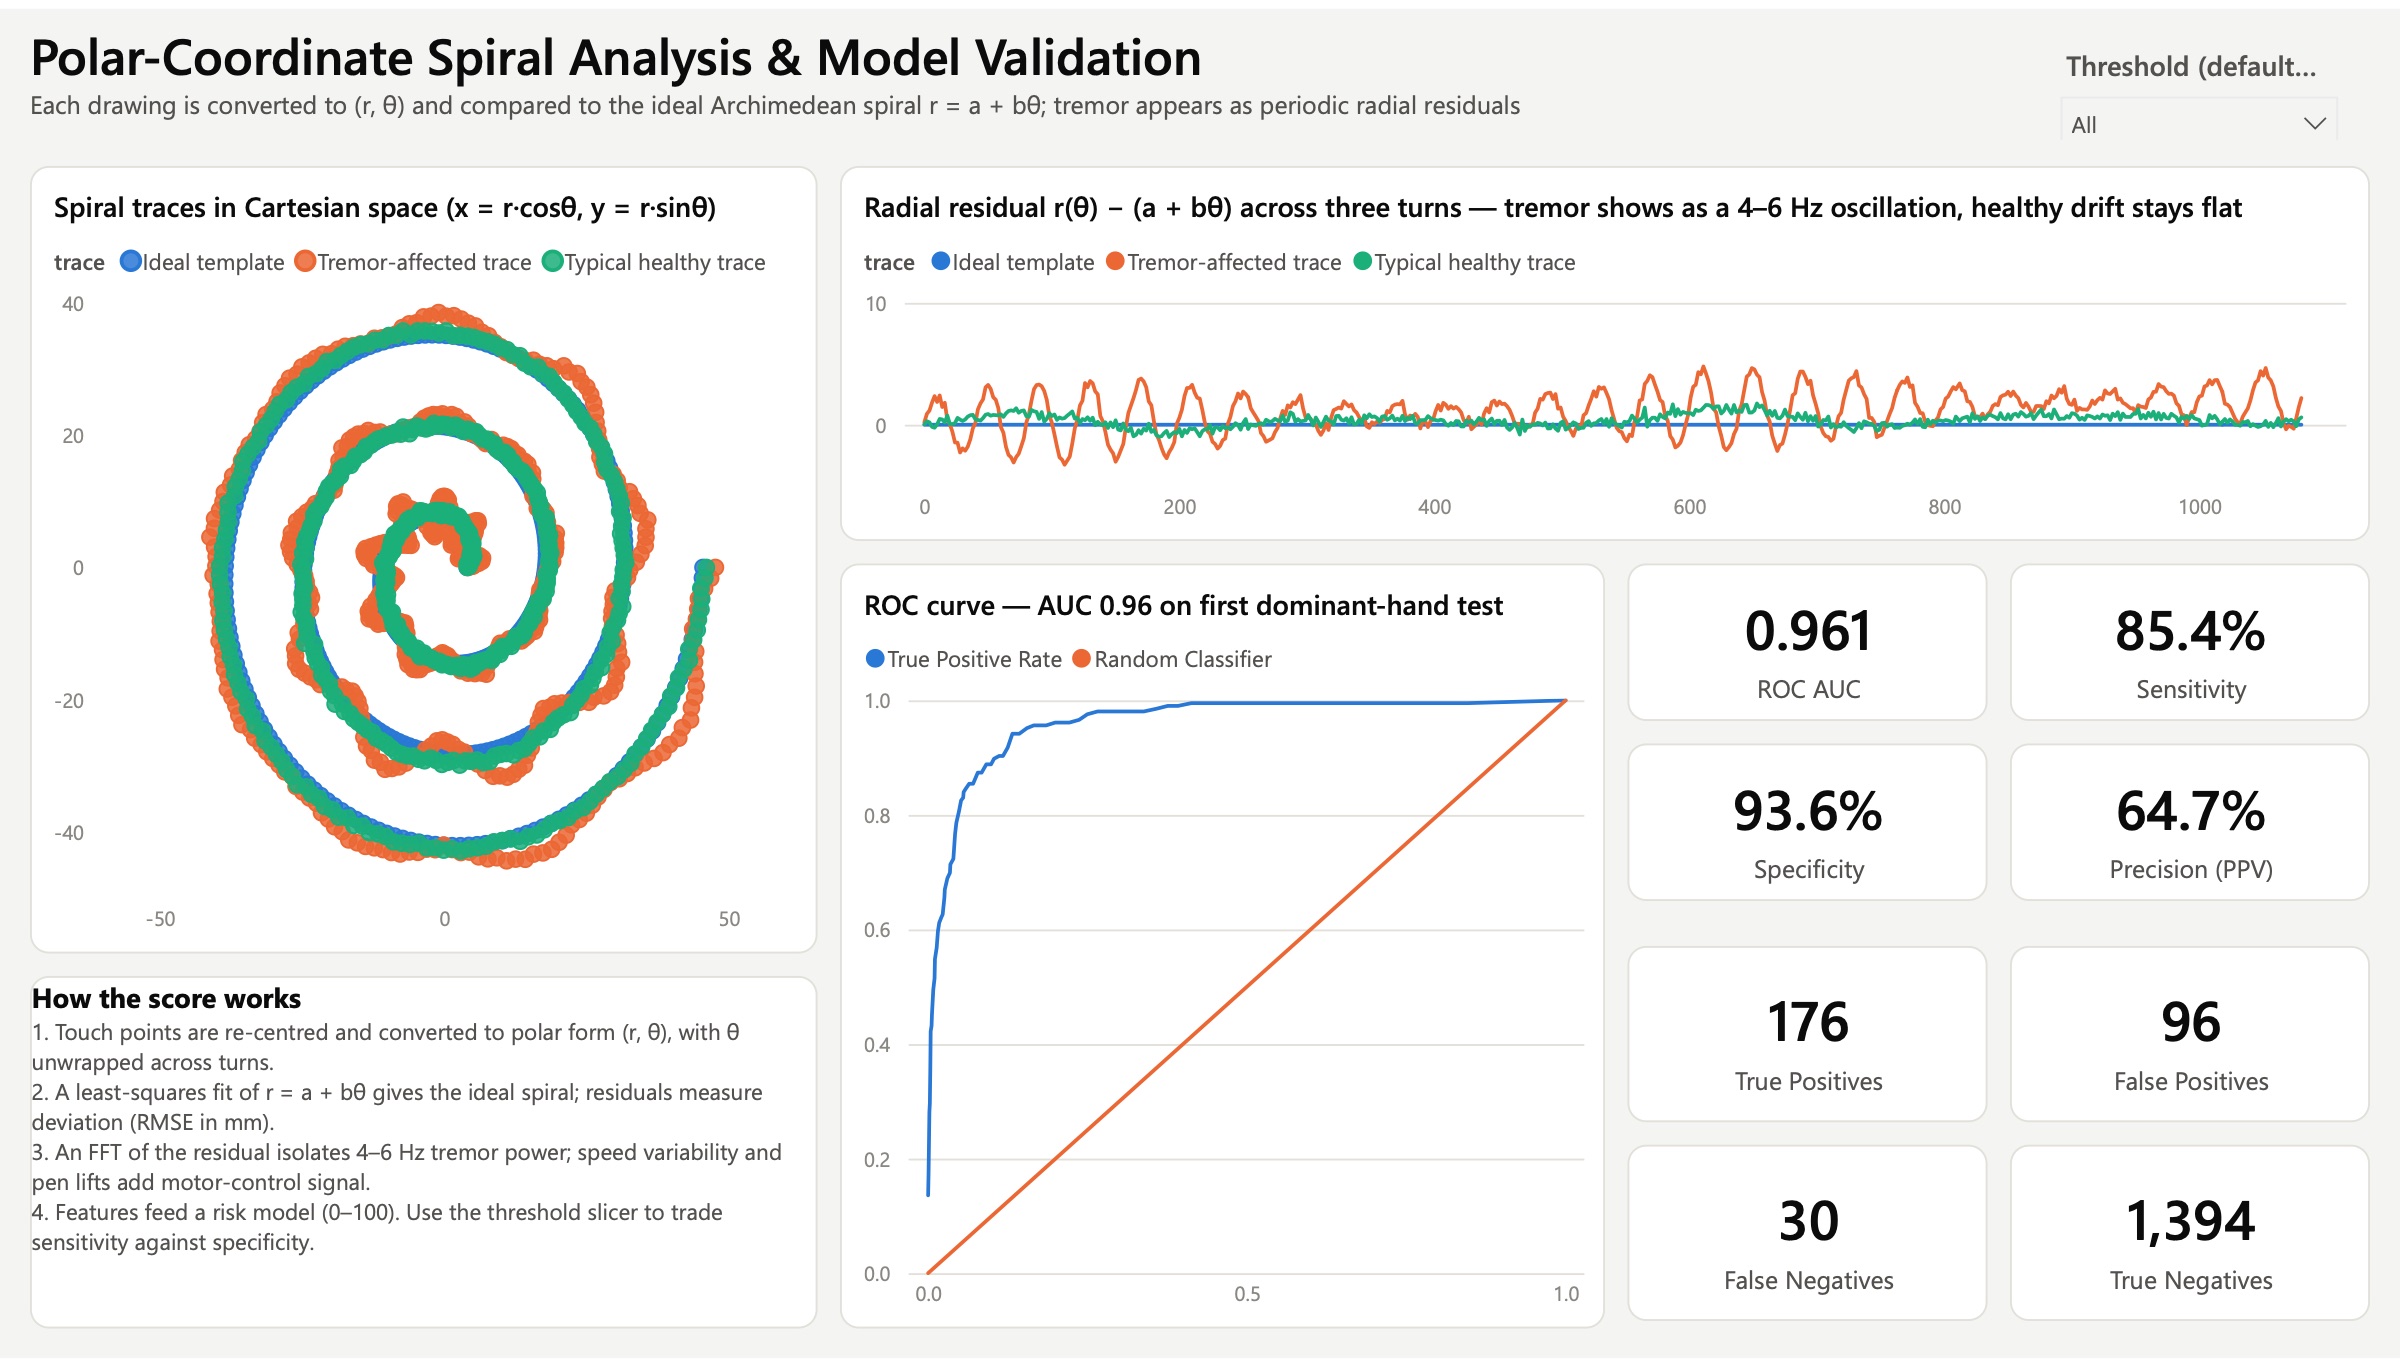 Polar-Coordinate Spiral Analysis & Model Validation
Each drawing is converted to (r, θ) and compared to the ideal Archimedean spiral r = a + bθ; tremor appears as periodic radial residuals
Threshold (default...
All
Spiral traces in Cartesian space (x = r·cosθ, y = r·sinθ)
trace Ideal template Tremor-affected trace Typical healthy trace
40
20
0
-20
-40
-50 0 50
How the score works
1. Touch points are re-centred and converted to polar form (r, θ), with θ
unwrapped across turns.
2. A least-squares fit of r = a + bθ gives the ideal spiral; residuals measure
deviation (RMSE in mm).
3. An FFT of the residual isolates 4–6 Hz tremor power; speed variability and
pen lifts add motor-control signal.
4. Features feed a risk model (0–100). Use the threshold slicer to trade
sensitivity against specificity.
Radial residual r(θ) − (a + bθ) across three turns — tremor shows as a 4–6 Hz oscillation, healthy drift stays flat
trace Ideal template Tremor-affected trace Typical healthy trace
10
0
0 200 400 600 800 1000
ROC curve — AUC 0.96 on first dominant-hand test
True Positive Rate Random Classifier
1.0
0.8
0.6
0.4
0.2
0.0
0.0 0.5 1.0
0.961
ROC AUC
85.4%
Sensitivity
93.6%
Specificity
64.7%
Precision (PPV)
176
True Positives
96
False Positives
30
False Negatives
1,394
True Negatives